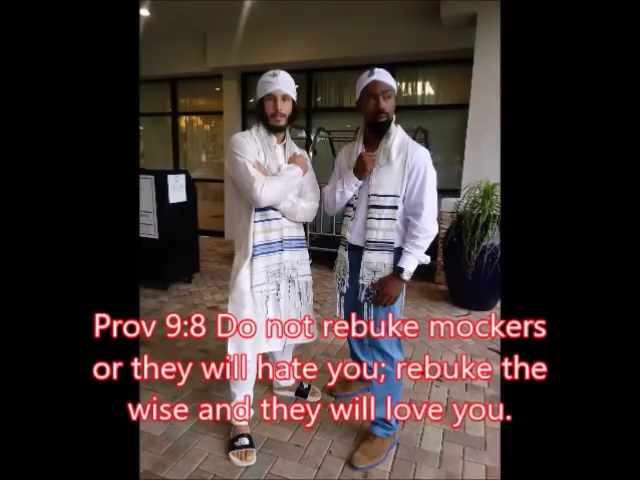 Prov 9:8 Do not rebuke mockers
or they will hate you; rebuke the
wise and they will love you.